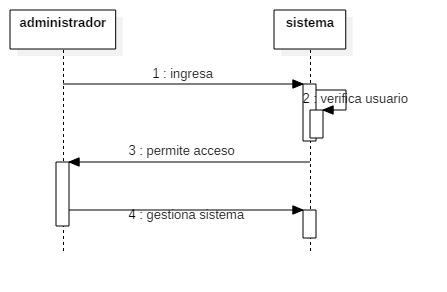 administrador
sistema
1 : ingresa
2 : verifica usuario
3 : permite acceso
4 : gestiona sistema